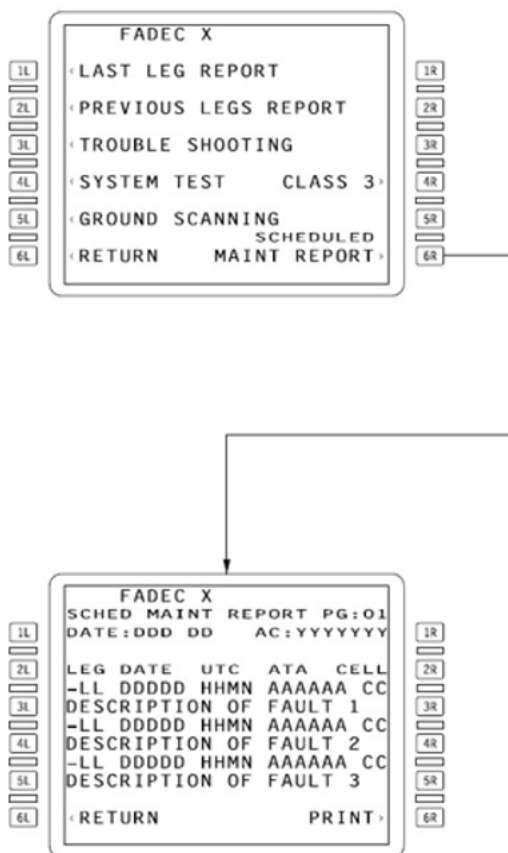 FADEC X
1L <LAST LEG REPORT 1R
2L <PREVIOUS LEGS REPORT 2R
3L <TROUBLE SHOOTING 3R
4L <SYSTEM TEST CLASS 3> 4R
5L <GROUND SCANNING 5R
SCHEDULED
6L <RETURN MAINT REPORT> 6R
FADEC X
SCHED MAINT REPORT PG:01
1L DATE:DDD DD AC:YYYYYYY 1R
2L LEG DATE UTC ATA CELL 2R
-LL DDDDD HHMN AAAAAA CC
3L DESCRIPTION OF FAULT 1 3R
-LL DDDDD HHMN AAAAAA CC
4L DESCRIPTION OF FAULT 2 4R
-LL DDDDD HHMN AAAAAA CC
5L DESCRIPTION OF FAULT 3 5R
6L <RETURN PRINT> 6R